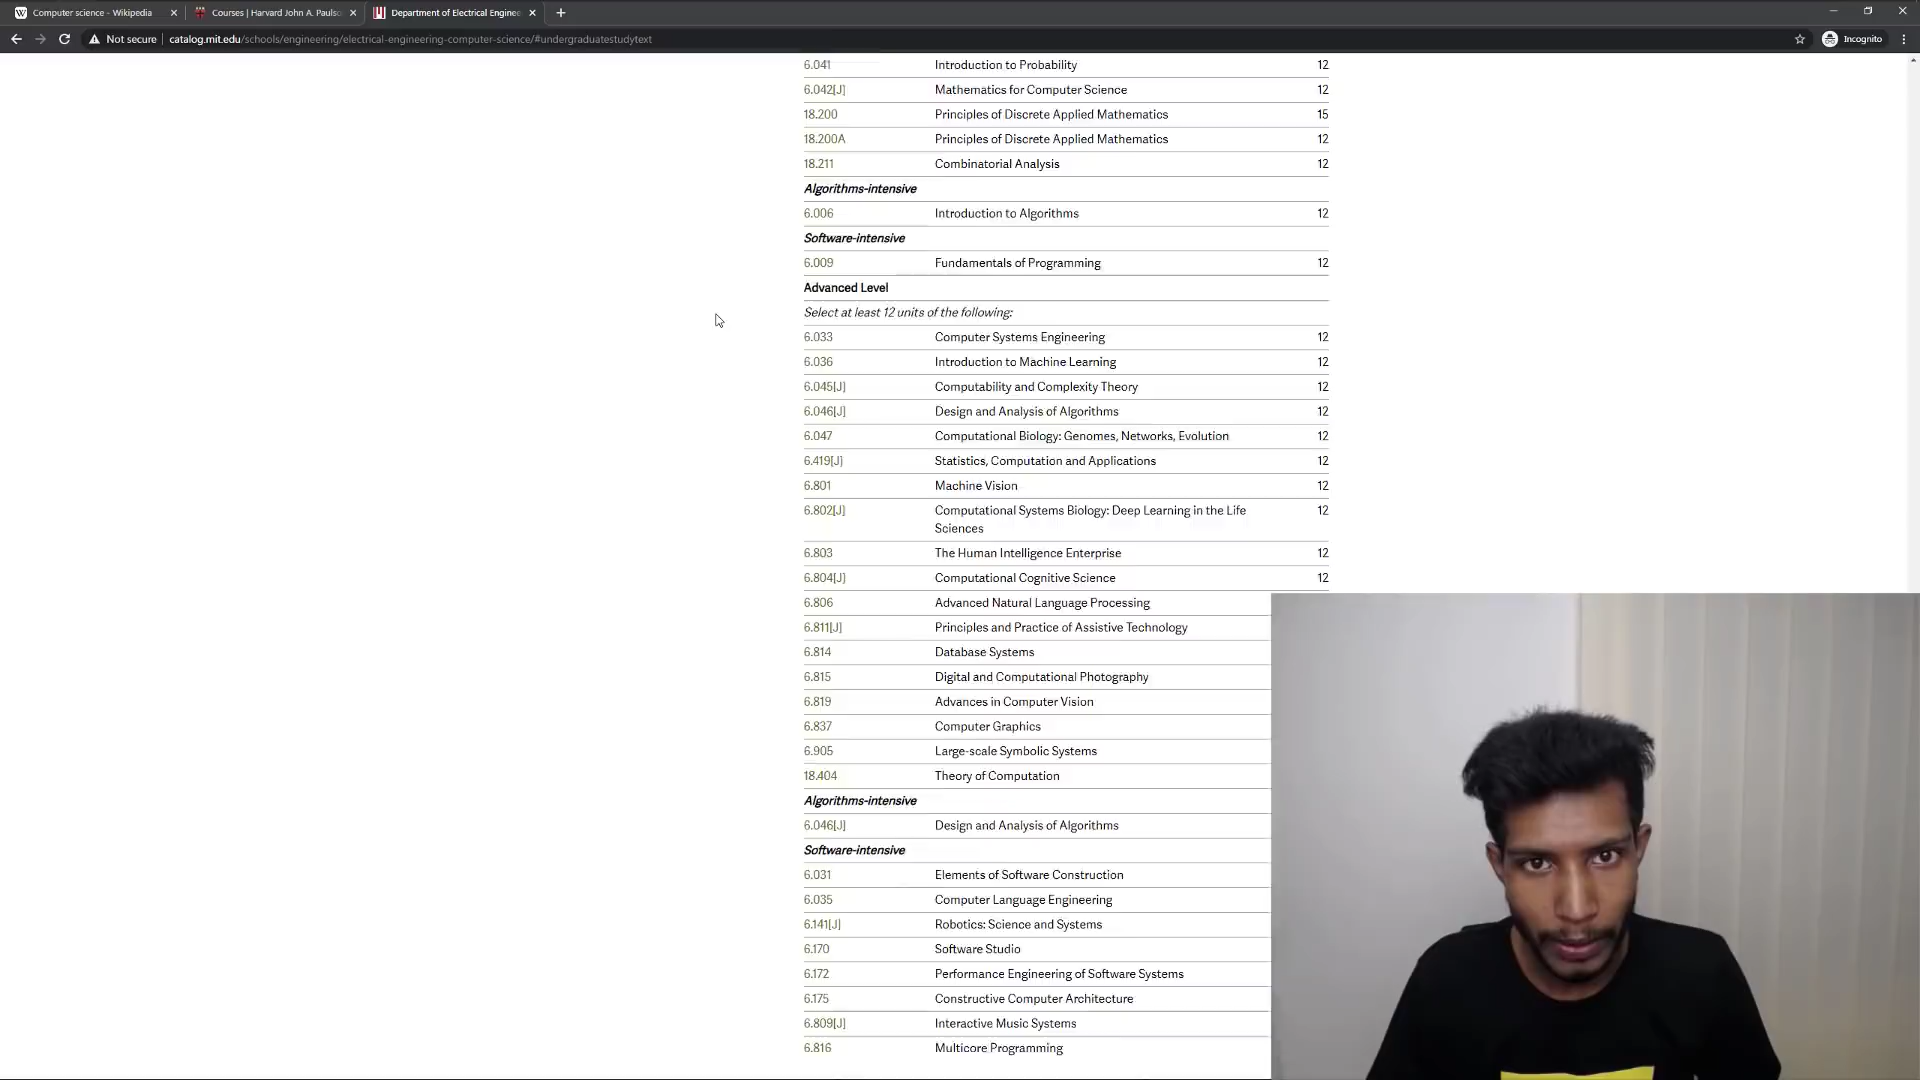 Computer science - Wikipedia
Courses | Harvard John A. Paulso
Department of Electrical Enginee
Not secure
catalog.mit.edu/schools/engineering/electrical-engineering-computer-science/#undergraduatestudytext
Incognito
6.041 Introduction to Probability 12
6.042[J] Mathematics for Computer Science 12
18.200 Principles of Discrete Applied Mathematics 15
18.200A Principles of Discrete Applied Mathematics 12
18.211 Combinatorial Analysis 12
Algorithms-intensive
6.006 Introduction to Algorithms 12
Software-intensive
6.009 Fundamentals of Programming 12
Advanced Level
Select at least 12 units of the following:
6.033 Computer Systems Engineering 12
6.036 Introduction to Machine Learning 12
6.045[J] Computability and Complexity Theory 12
6.046[J] Design and Analysis of Algorithms 12
6.047 Computational Biology: Genomes, Networks, Evolution 12
6.419[J] Statistics, Computation and Applications 12
6.801 Machine Vision 12
6.802[J] Computational Systems Biology: Deep Learning in the Life 12
Sciences
6.803 The Human Intelligence Enterprise 12
6.804[J] Computational Cognitive Science 12
6.806 Advanced Natural Language Processing
6.811[J] Principles and Practice of Assistive Technology
6.814 Database Systems
6.815 Digital and Computational Photography
6.819 Advances in Computer Vision
6.837 Computer Graphics
6.905 Large-scale Symbolic Systems
18.404 Theory of Computation
Algorithms-intensive
6.046[J] Design and Analysis of Algorithms
Software-intensive
6.031 Elements of Software Construction
6.035 Computer Language Engineering
6.141[J] Robotics: Science and Systems
6.170 Software Studio
6.172 Performance Engineering of Software Systems
6.175 Constructive Computer Architecture
6.809[J] Interactive Music Systems
6.816 Multicore Programming